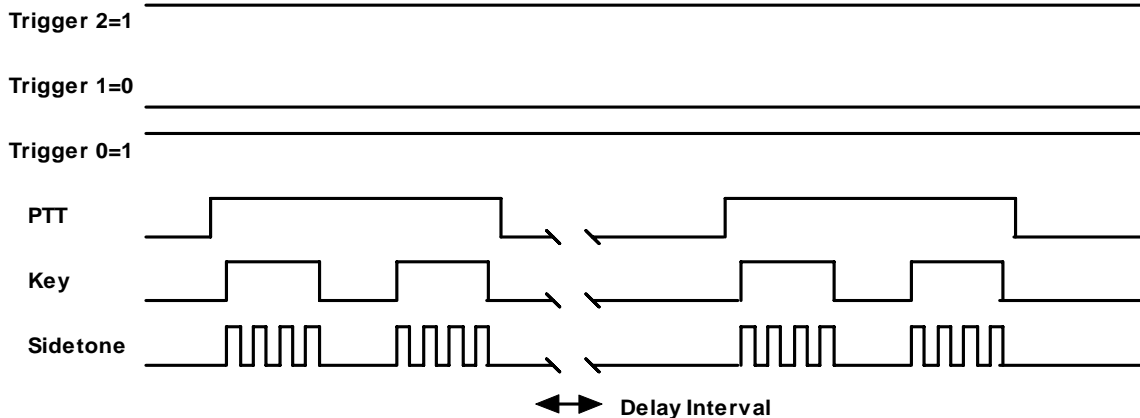 Trigger 2=1
Trigger 1=0
Trigger 0=1
PTT
Key
Sidetone
Delay Interval